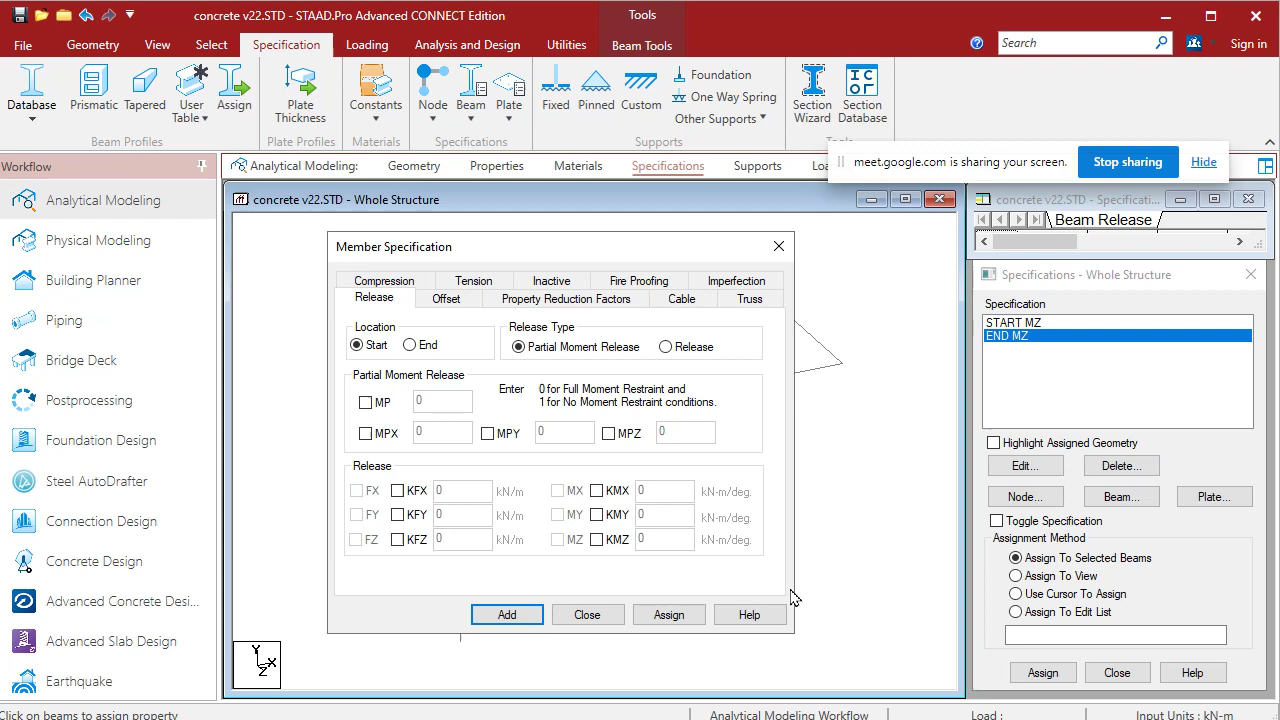 concrete v22.STD - STAAD.Pro Advanced CONNECT Edition
Tools
File
Geometry
View
Select
Specification
Loading
Analysis and Design
Utilities
Beam Tools
Search
Sign in
Database
Prismatic
Tapered
User Table
Assign
Plate Thickness
Constants
Node
Beam
Plate
Fixed
Pinned
Custom
Foundation
One Way Spring
Other Supports
Section Wizard
Section Database
Beam Profiles
Plate Profiles
Materials
Specifications
Supports
Workflow
Analytical Modeling:
Geometry
Properties
Materials
Specifications
Supports
meet.google.com is sharing your screen.
Stop sharing
Hide
Analytical Modeling
Physical Modeling
Building Planner
Piping
Bridge Deck
Postprocessing
Foundation Design
Steel AutoDrafter
Connection Design
Concrete Design
Advanced Concrete Desi...
Advanced Slab Design
Earthquake
concrete v22.STD - Whole Structure
Member Specification
Compression
Tension
Inactive
Fire Proofing
Imperfection
Release
Offset
Property Reduction Factors
Cable
Truss
Location
Start
End
Release Type
Partial Moment Release
Release
Partial Moment Release
Enter
0 for Full Moment Restraint and
1 for No Moment Restraint conditions.
MP
0
MPX
0
MPY
0
MPZ
0
Release
FX
KFX
0
kN/m
MX
KMX
0
kN-m/deg.
FY
KFY
0
kN/m
MY
KMY
0
kN-m/deg.
FZ
KFZ
0
kN/m
MZ
KMZ
0
kN-m/deg.
Add
Close
Assign
Help
Y
X
Z
concrete v22.STD - Specificati...
Beam Release
Specifications - Whole Structure
Specification
START MZ
END MZ
Highlight Assigned Geometry
Edit...
Delete...
Node...
Beam...
Plate...
Toggle Specification
Assignment Method
Assign To Selected Beams
Assign To View
Use Cursor To Assign
Assign To Edit List
Assign
Close
Help
Click on beams to assign property
Analytical Modeling Workflow
Load :
Input Units : kN-m